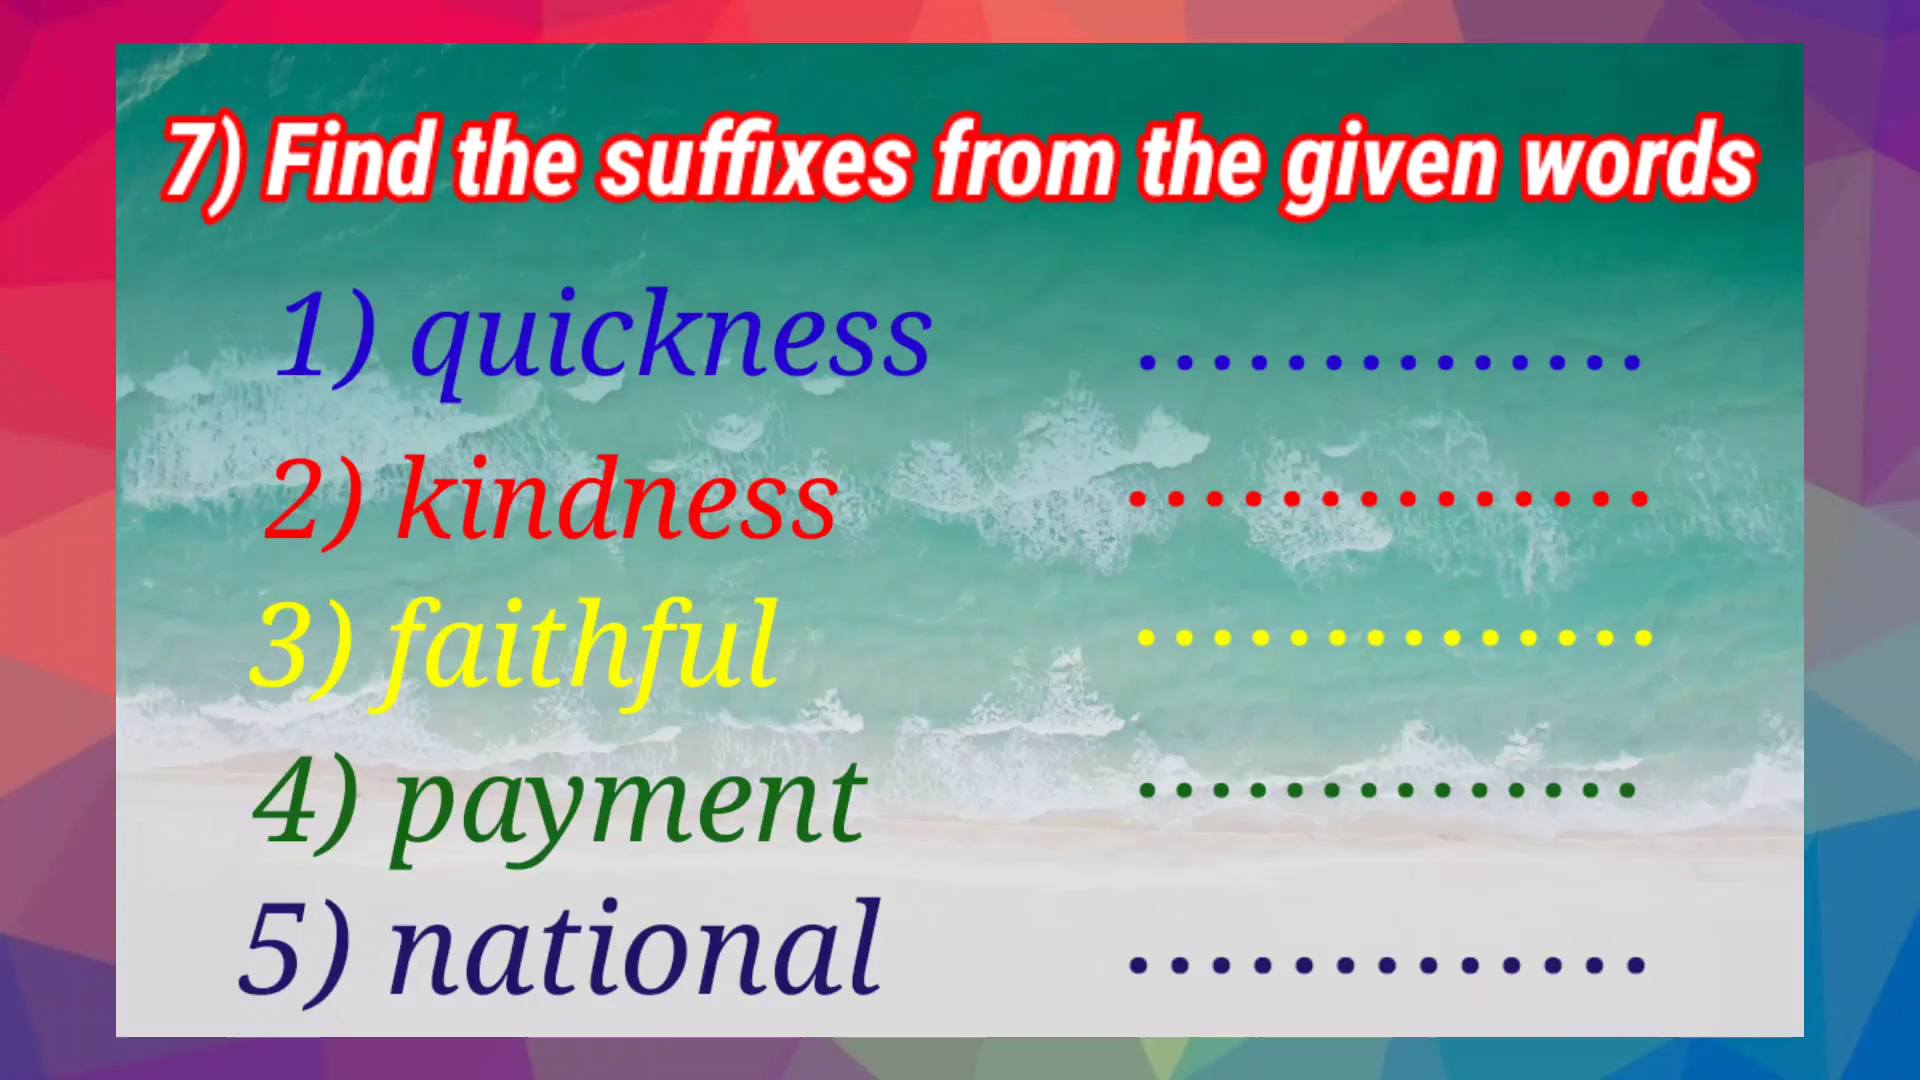 7) Find the suffixes from the given words
1) quickness ..............
2) kindness ..............
3) faithful ..............
4) payment ..............
5) national .............